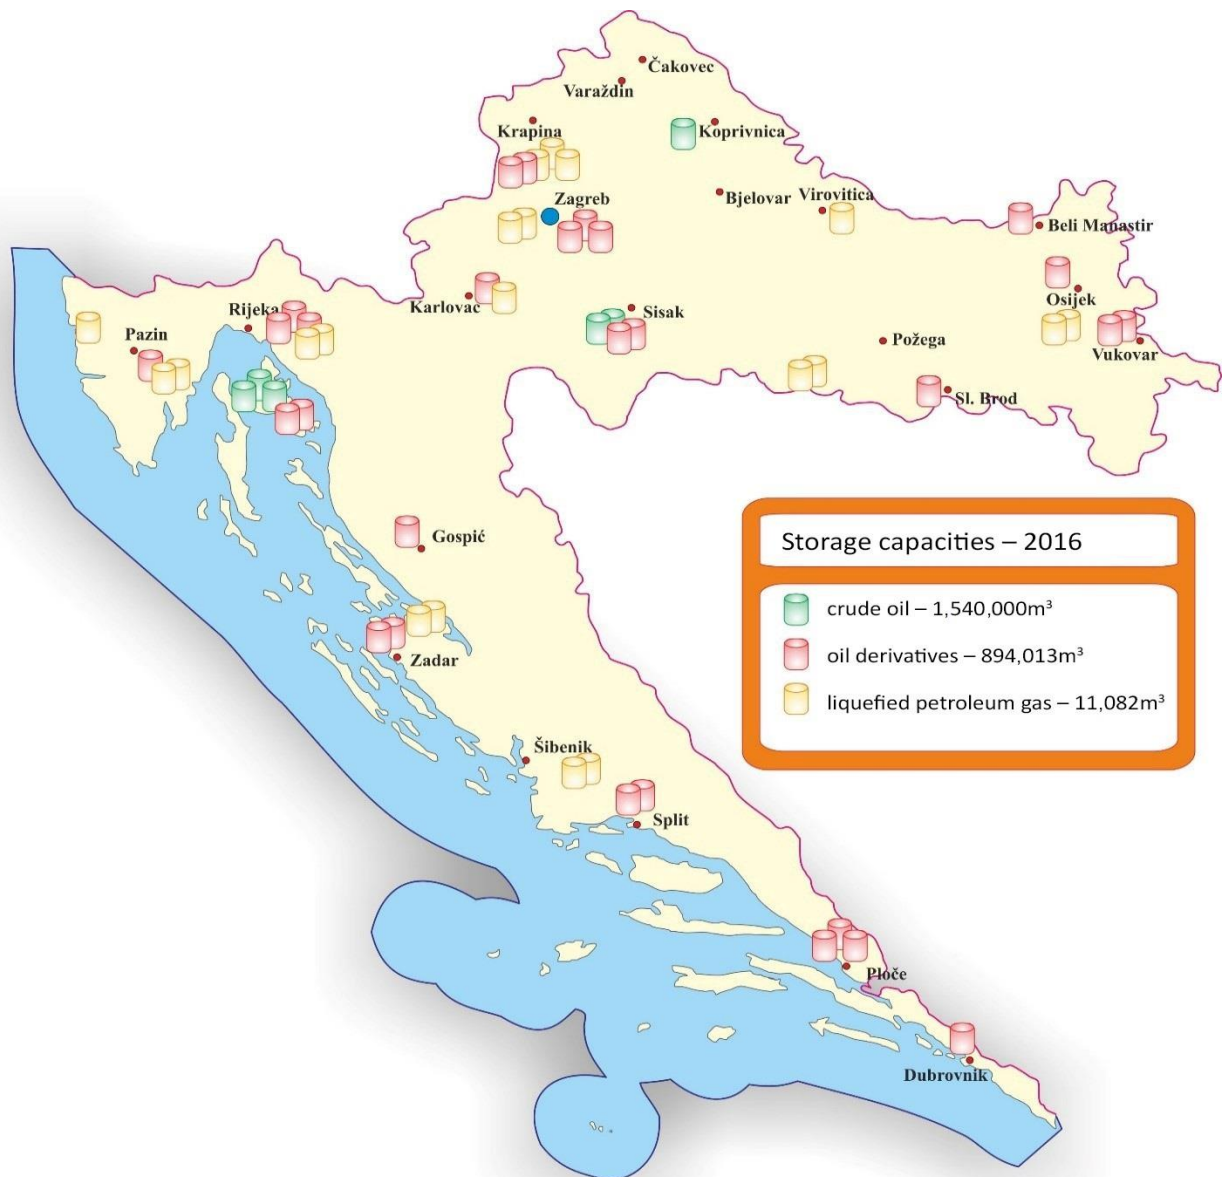 Čakovec
Varaždin
Krapina
Koprivnica
Zagreb
Bjelovar
Virovitica
Beli Manastir
Osijek
Vukovar
Karlovac
Sisak
Požega
Sl. Brod
Rijeka
Pazin
Gospić
Zadar
Šibenik
Split
Ploče
Dubrovnik
Storage capacities – 2016
crude oil – 1,540,000m³
oil derivatives – 894,013m³
liquefied petroleum gas – 11,082m³